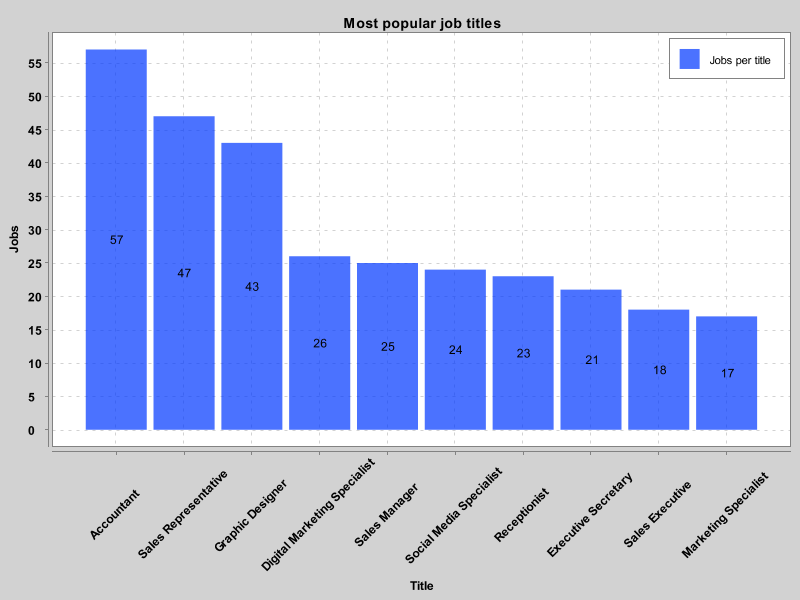 Most popular job titles
Jobs per title
Jobs
55
50
45
40
35
30
25
20
15
10
5
0
57
47
43
26
25
24
23
21
18
17
Accountant
Sales Representative
Graphic Designer
Digital Marketing Specialist
Sales Manager
Social Media Specialist
Receptionist
Executive Secretary
Sales Executive
Marketing Specialist
Title